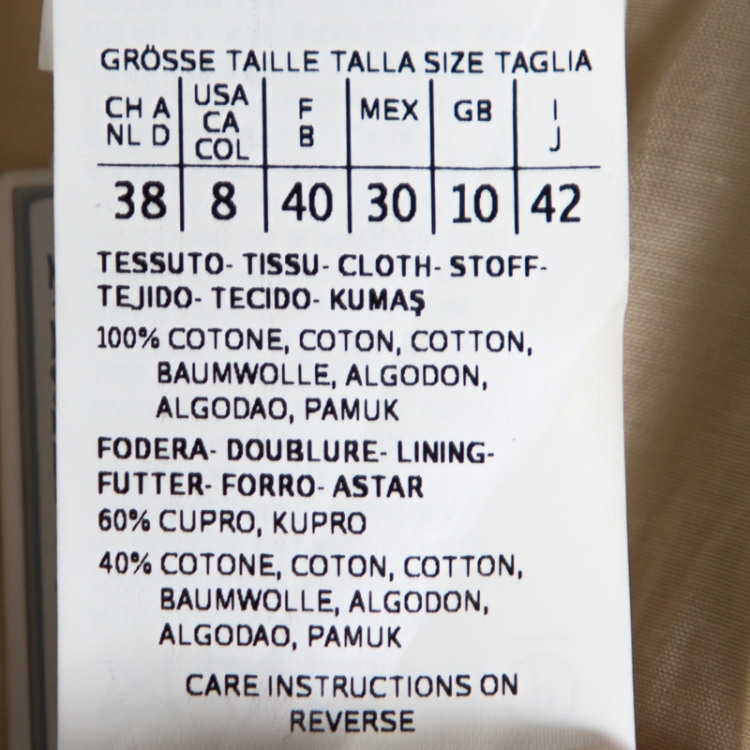 GRÖSSE TAILLE TALLA SIZE TAGLIA
CH A USA F MEX GB I
NL D CA B J
COL
38 8 40 30 10 42
TESSUTO- TISSU- CLOTH- STOFF-
TEJIDO- TECIDO- KUMAŞ
100% COTONE, COTON, COTTON,
BAUMWOLLE, ALGODON,
ALGODAO, PAMUK
FODERA- DOUBLURE- LINING-
FUTTER- FORRO- ASTAR
60% CUPRO, KUPRO
40% COTONE, COTON, COTTON,
BAUMWOLLE, ALGODON,
ALGODAO, PAMUK
CARE INSTRUCTIONS ON
REVERSE